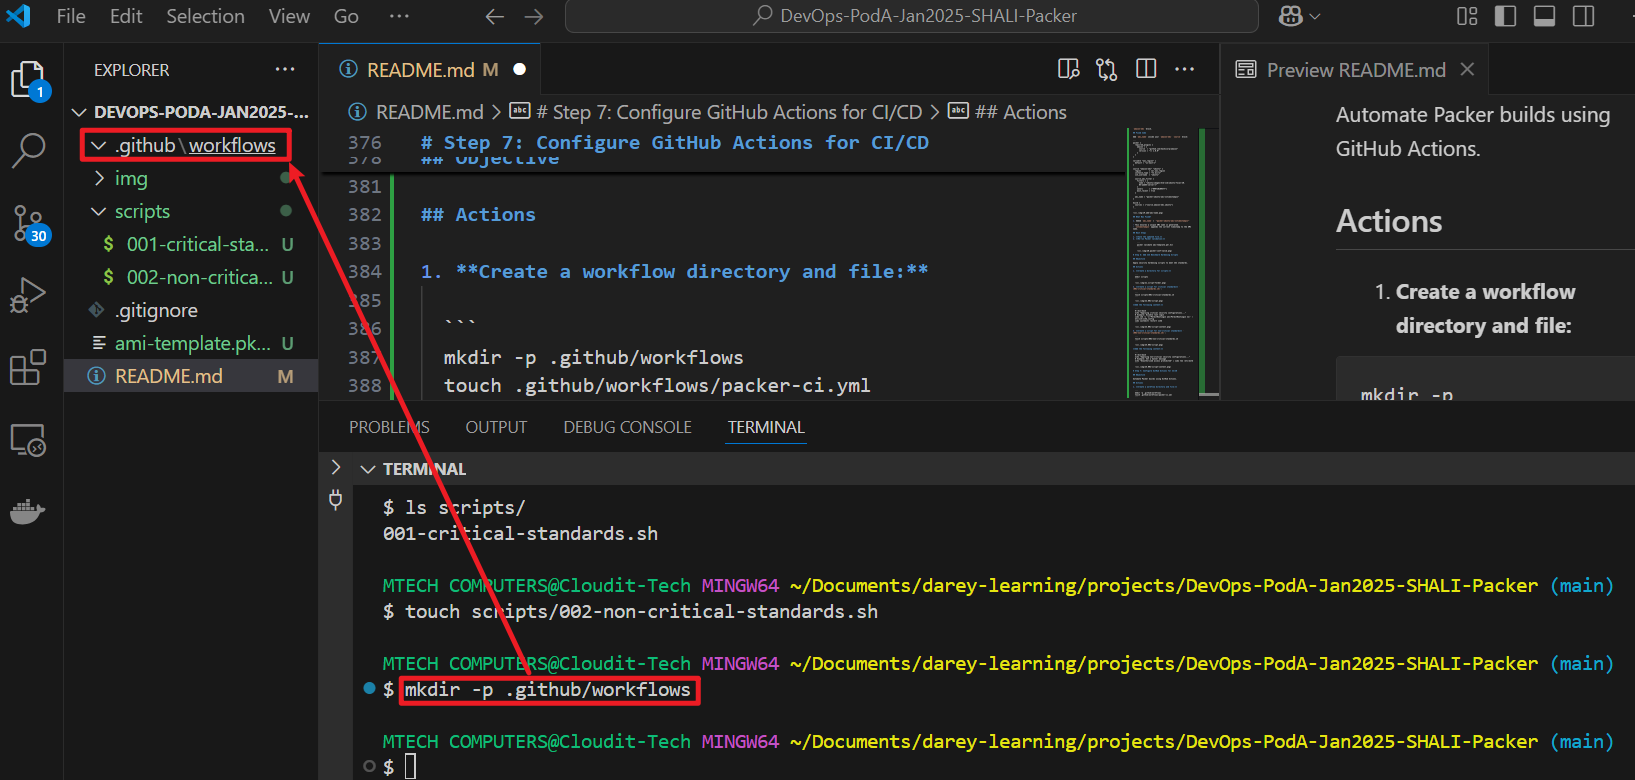 File Edit Selection View Go ···
DevOps-PodA-Jan2025-SHALI-Packer
1
30
EXPLORER ···
DEVOPS-PODA-JAN2025-...
.github\workflows
img
scripts
$ 001-critical-sta... U
$ 002-non-critica... U
.gitignore
ami-template.pk... U
README.md M
README.md M
README.md > # Step 7: Configure GitHub Actions for CI/CD > ## Actions
376 # Step 7: Configure GitHub Actions for CI/CD
378 ## Objective
381
382 ## Actions
383
384 1. **Create a workflow directory and file:**
385
386 ```
387 mkdir -p .github/workflows
388 touch .github/workflows/packer-ci.yml
Preview README.md
Automate Packer builds using
GitHub Actions.
Actions
1. Create a workflow
directory and file:
mkdir -p
PROBLEMS OUTPUT DEBUG CONSOLE TERMINAL
TERMINAL
$ ls scripts/
001-critical-standards.sh
MTECH COMPUTERS@Cloudit-Tech MINGW64 ~/Documents/darey-learning/projects/DevOps-PodA-Jan2025-SHALI-Packer (main)
$ touch scripts/002-non-critical-standards.sh
MTECH COMPUTERS@Cloudit-Tech MINGW64 ~/Documents/darey-learning/projects/DevOps-PodA-Jan2025-SHALI-Packer (main)
$ mkdir -p .github/workflows
MTECH COMPUTERS@Cloudit-Tech MINGW64 ~/Documents/darey-learning/projects/DevOps-PodA-Jan2025-SHALI-Packer (main)
$